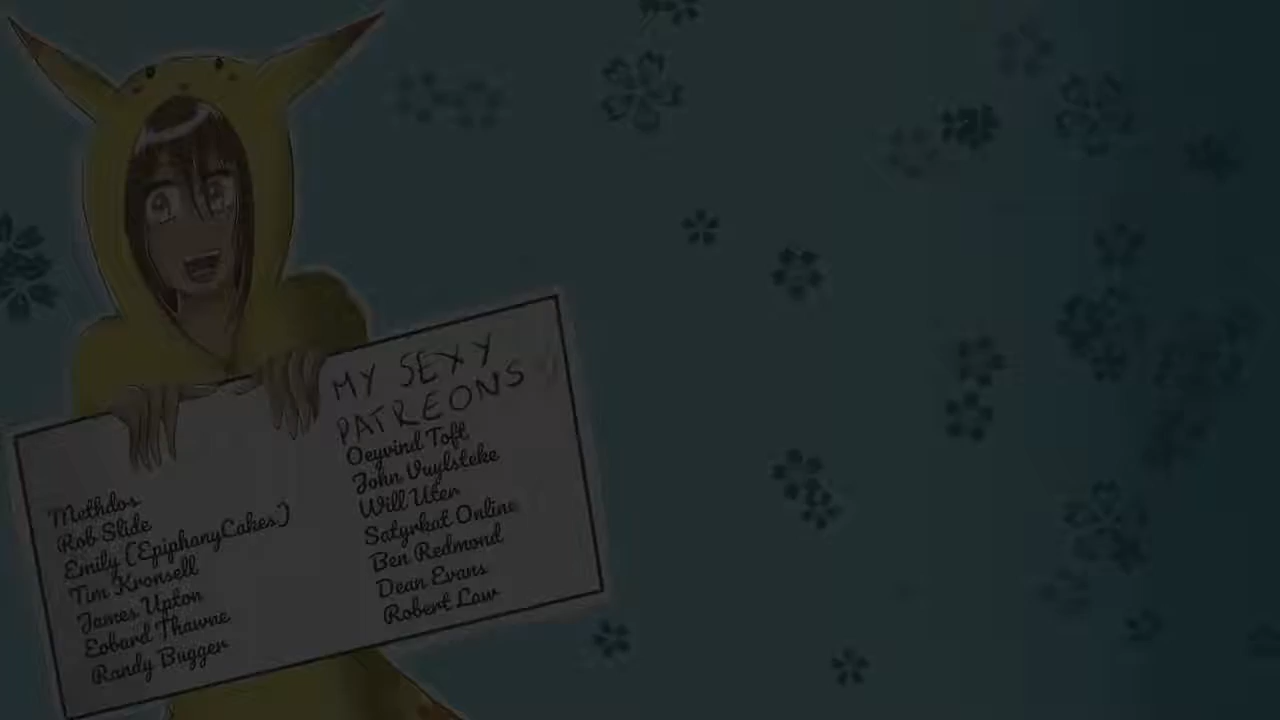 MY SEXY
PATREONS
Methdos
Rob Slide
Emily (EpiphanyCakes)
Tim Kronsell
James Upton
Eobard Thawne
Randy Bugger
Oeyvind Toft
John Vuylsteke
Will Uter
Satyrkat Online
Ben Redmond
Dean Evans
Robert Law